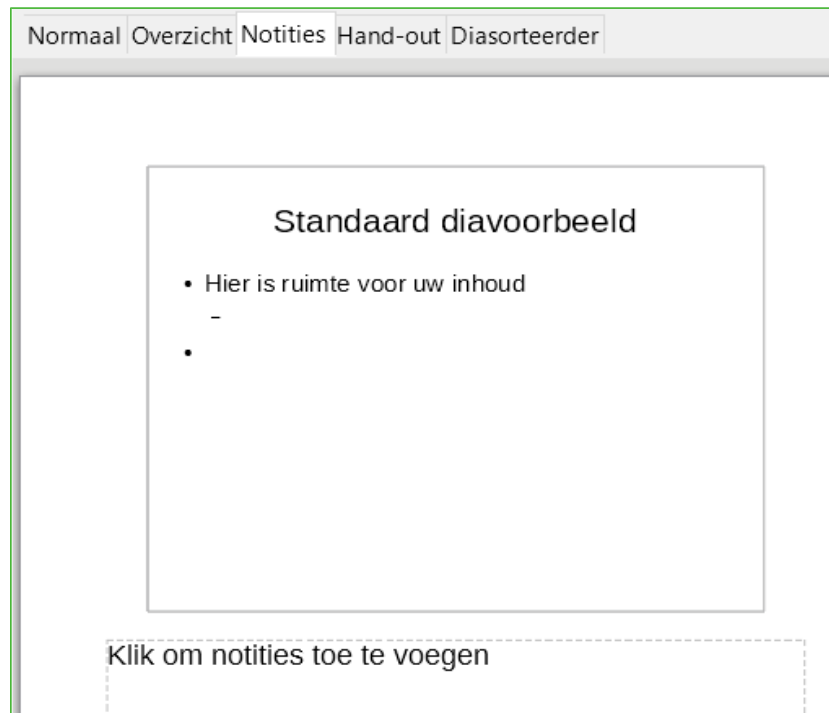 Normaal Overzicht Notities Hand-out Diasorteerder
Standaard diavoorbeeld
• Hier is ruimte voor uw inhoud
–
•
Klik om notities toe te voegen